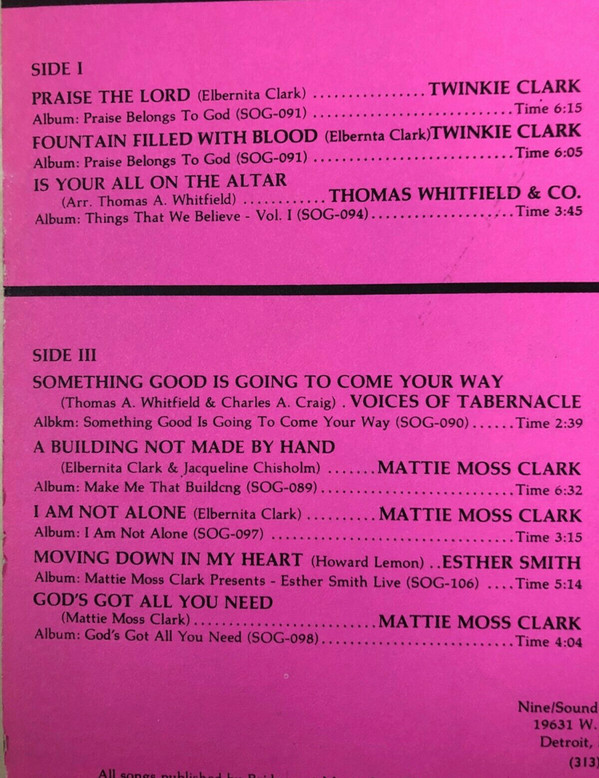 SIDE I
PRAISE THE LORD (Elbernita Clark) ................ TWINKIE CLARK
Album: Praise Belongs To God (SOG-091) ............................ Time 6:15
FOUNTAIN FILLED WITH BLOOD (Elbernta Clark)TWINKIE CLARK
Album: Praise Belongs To God (SOG-091) ............................ Time 6:05
IS YOUR ALL ON THE ALTAR
(Arr. Thomas A. Whitfield) ............ THOMAS WHITFIELD & CO.
Album: Things That We Believe - Vol. I (SOG-094)....................Time 3:45
SIDE III
SOMETHING GOOD IS GOING TO COME YOUR WAY
(Thomas A. Whitfield & Charles A. Craig) . VOICES OF TABERNACLE
Albkm: Something Good Is Going To Come Your Way (SOG-090) ......Time 2:39
A BUILDING NOT MADE BY HAND
(Elbernita Clark & Jacqueline Chisholm) .......MATTIE MOSS CLARK
Album: Make Me That Buildcng (SOG-089)...........................Time 6:32
I AM NOT ALONE (Elbernita Clark) ..........MATTIE MOSS CLARK
Album: I Am Not Alone (SOG-097) ..................................Time 3:15
MOVING DOWN IN MY HEART (Howard Lemon) ..ESTHER SMITH
Album: Mattie Moss Clark Presents - Esther Smith Live (SOG-106) ....Time 5:14
GOD'S GOT ALL YOU NEED
(Mattie Moss Clark)..........................MATTIE MOSS CLARK
Album: God's Got All You Need (SOG-098)...........................Time 4:04
Nine/Sound
19631 W.
Detroit,
(313)
All songs published by